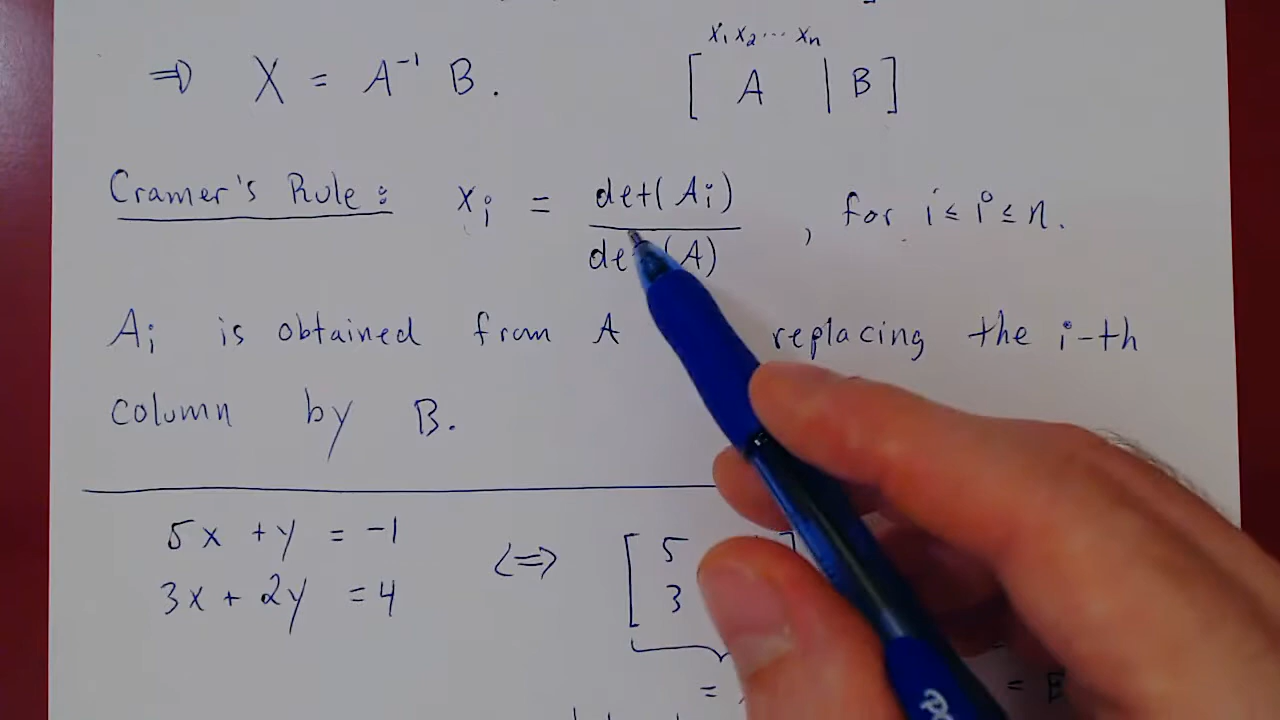 x₁ x₂ ... xₙ
⇒ X = A⁻¹ B. [ A | B ]
Cramer's Rule: xᵢ = det(Aᵢ) / det(A) , for i ≤ i ≤ n.
Aᵢ is obtained from A replacing the i-th
column by B.
5x + y = -1 ⇔ [ 5 ]
3x + 2y = 4 3
= =